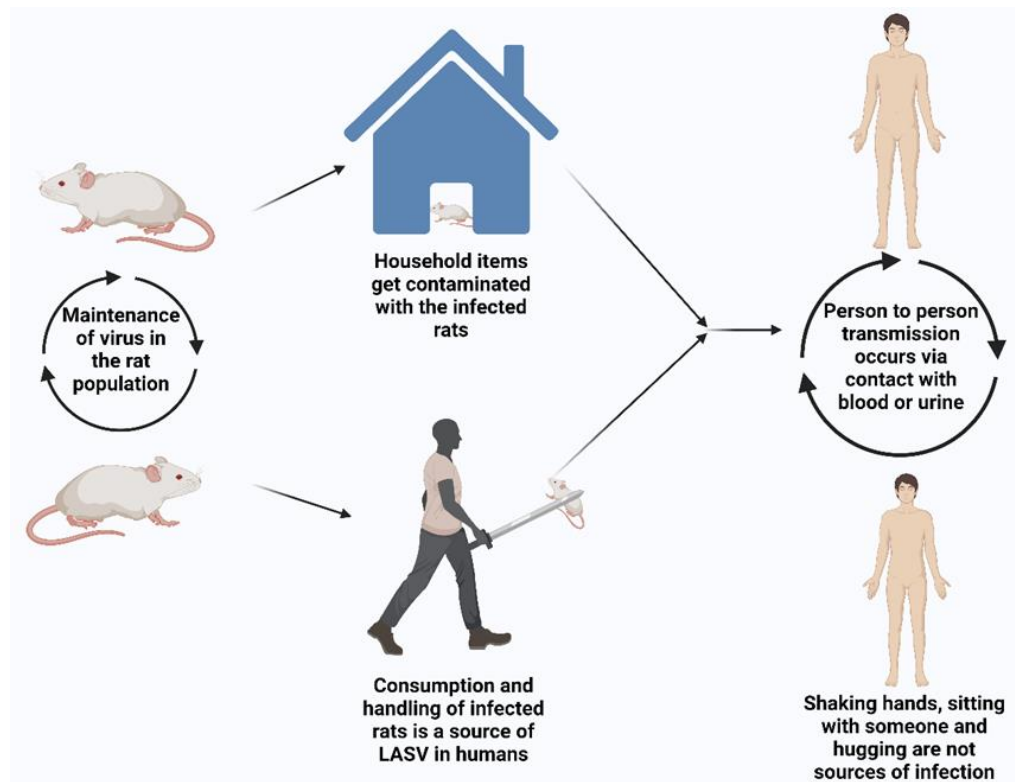 Maintenance
of virus in
the rat
population
Household items
get contaminated
with the infected
rats
Consumption and
handling of infected
rats is a source of
LASV in humans
Person to person
transmission
occurs via
contact with
blood or urine
Shaking hands, sitting
with someone and
hugging are not
sources of infection